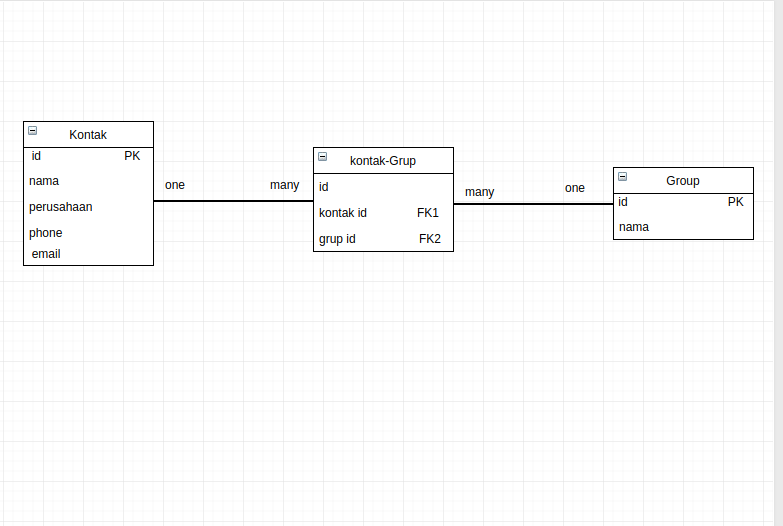 Kontak
id PK
nama
perusahaan
phone
email
one many
kontak-Grup
id
kontak id FK1
grup id FK2
many one
Group
id PK
nama